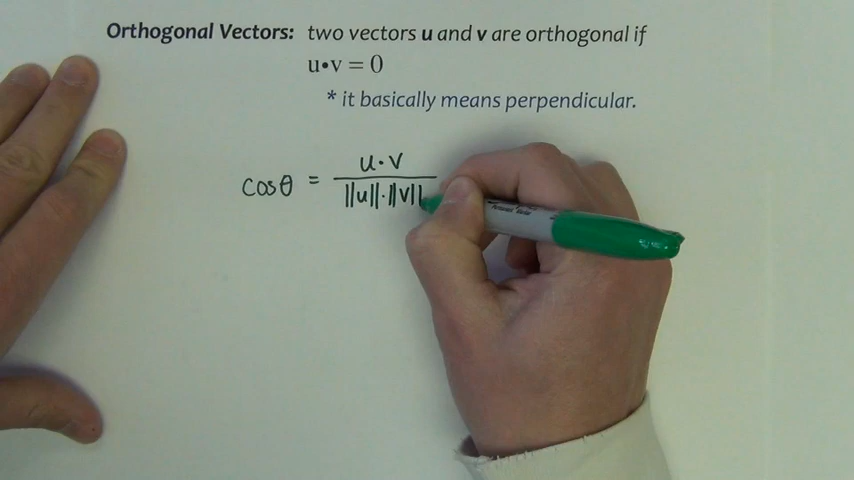 Orthogonal Vectors: two vectors u and v are orthogonal if
u•v = 0
* it basically means perpendicular.
cosθ = u·v / ||u||·||v||